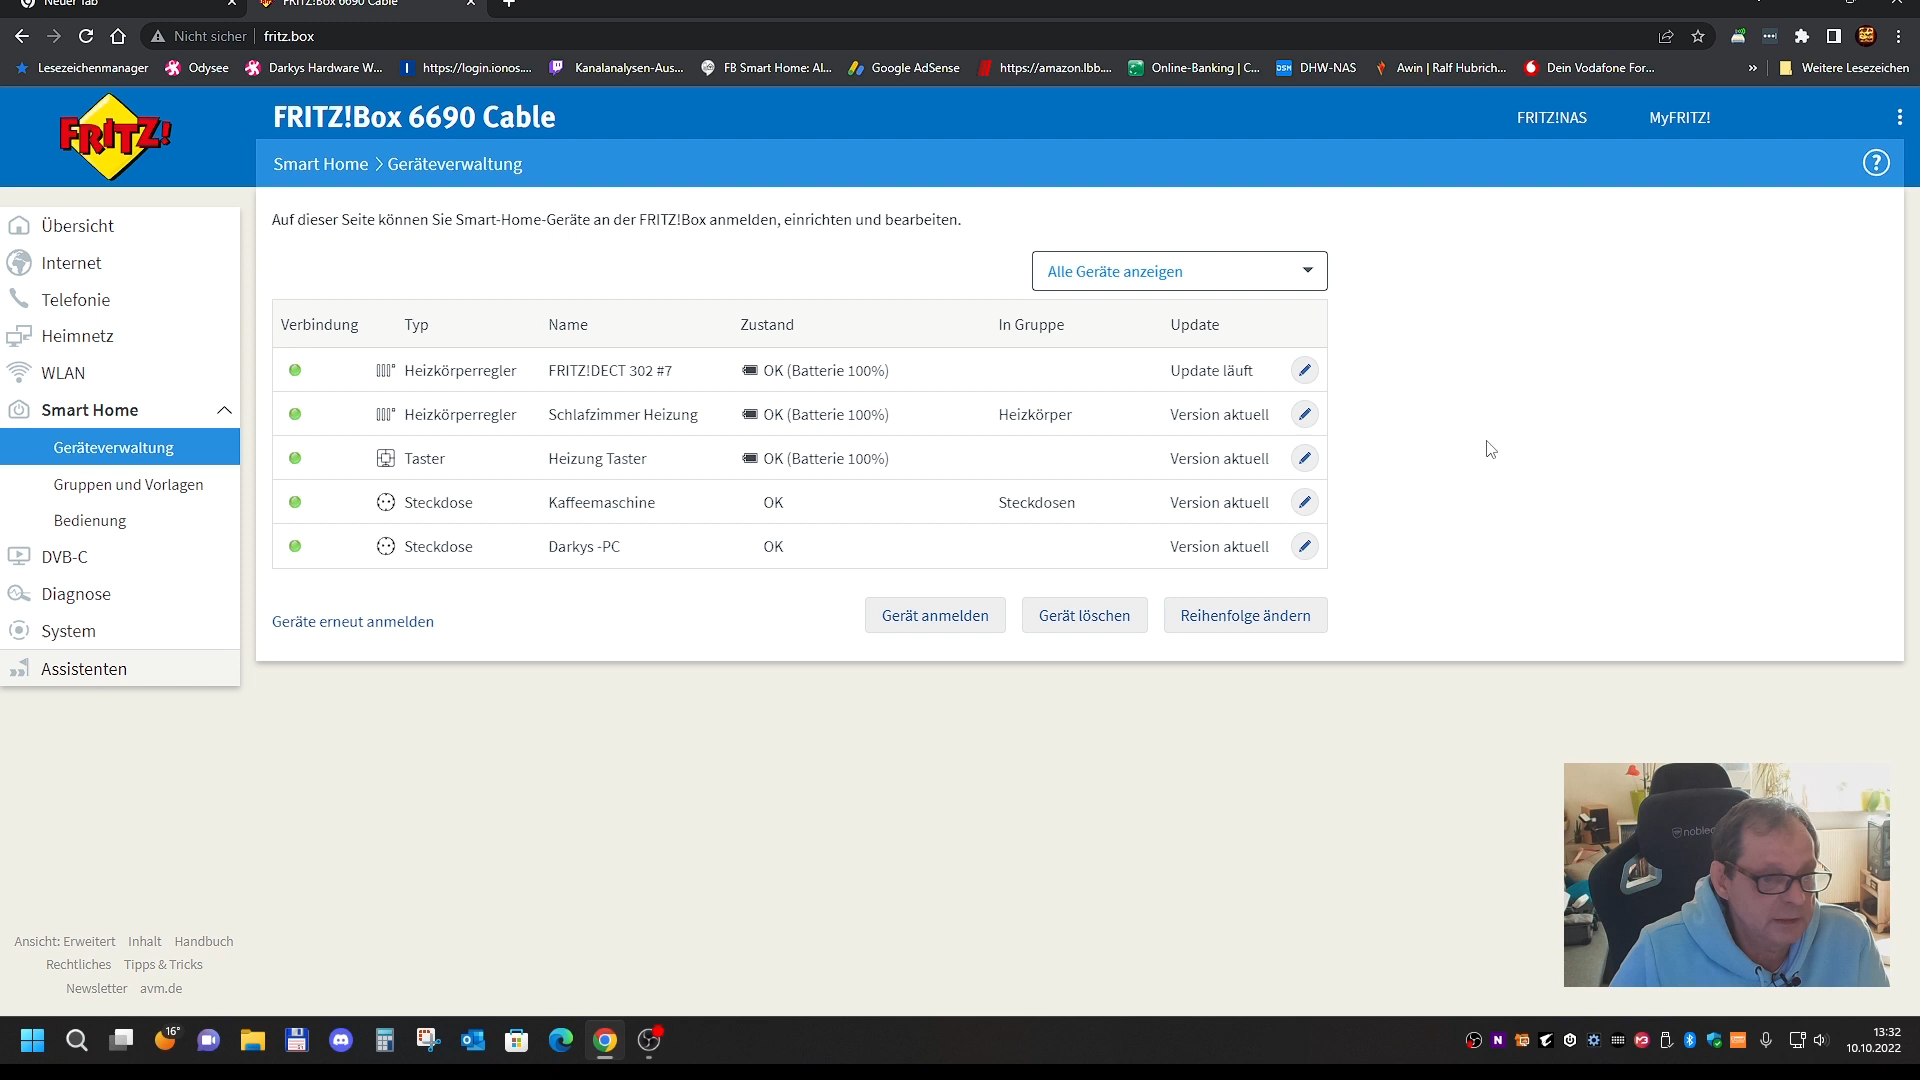 Neuer Tab
FRITZ!Box 6690 Cable
Nicht sicher
fritz.box
Lesezeichenmanager
Odysee
Darkys Hardware W...
https://login.ionos....
Kanalanalysen-Aus...
FB Smart Home: Al...
Google AdSense
https://amazon.lbb....
Online-Banking | C...
DHW-NAS
Awin | Ralf Hubrich...
Dein Vodafone For...
»
Weitere Lesezeichen
FRITZ!
FRITZ!Box 6690 Cable
FRITZ!NAS
MyFRITZ!
Smart Home > Geräteverwaltung
?
Übersicht
Internet
Telefonie
Heimnetz
WLAN
Smart Home
Geräteverwaltung
Gruppen und Vorlagen
Bedienung
DVB-C
Diagnose
System
Assistenten
Auf dieser Seite können Sie Smart-Home-Geräte an der FRITZ!Box anmelden, einrichten und bearbeiten.
Alle Geräte anzeigen
Verbindung Typ Name Zustand In Gruppe Update
Heizkörperregler FRITZ!DECT 302 #7 OK (Batterie 100%) Update läuft
Heizkörperregler Schlafzimmer Heizung OK (Batterie 100%) Heizkörper Version aktuell
Taster Heizung Taster OK (Batterie 100%) Version aktuell
Steckdose Kaffeemaschine OK Steckdosen Version aktuell
Steckdose Darkys -PC OK Version aktuell
Geräte erneut anmelden
Gerät anmelden
Gerät löschen
Reihenfolge ändern
Ansicht: Erweitert Inhalt Handbuch
Rechtliches Tipps & Tricks
Newsletter avm.de
16°
13:32
10.10.2022